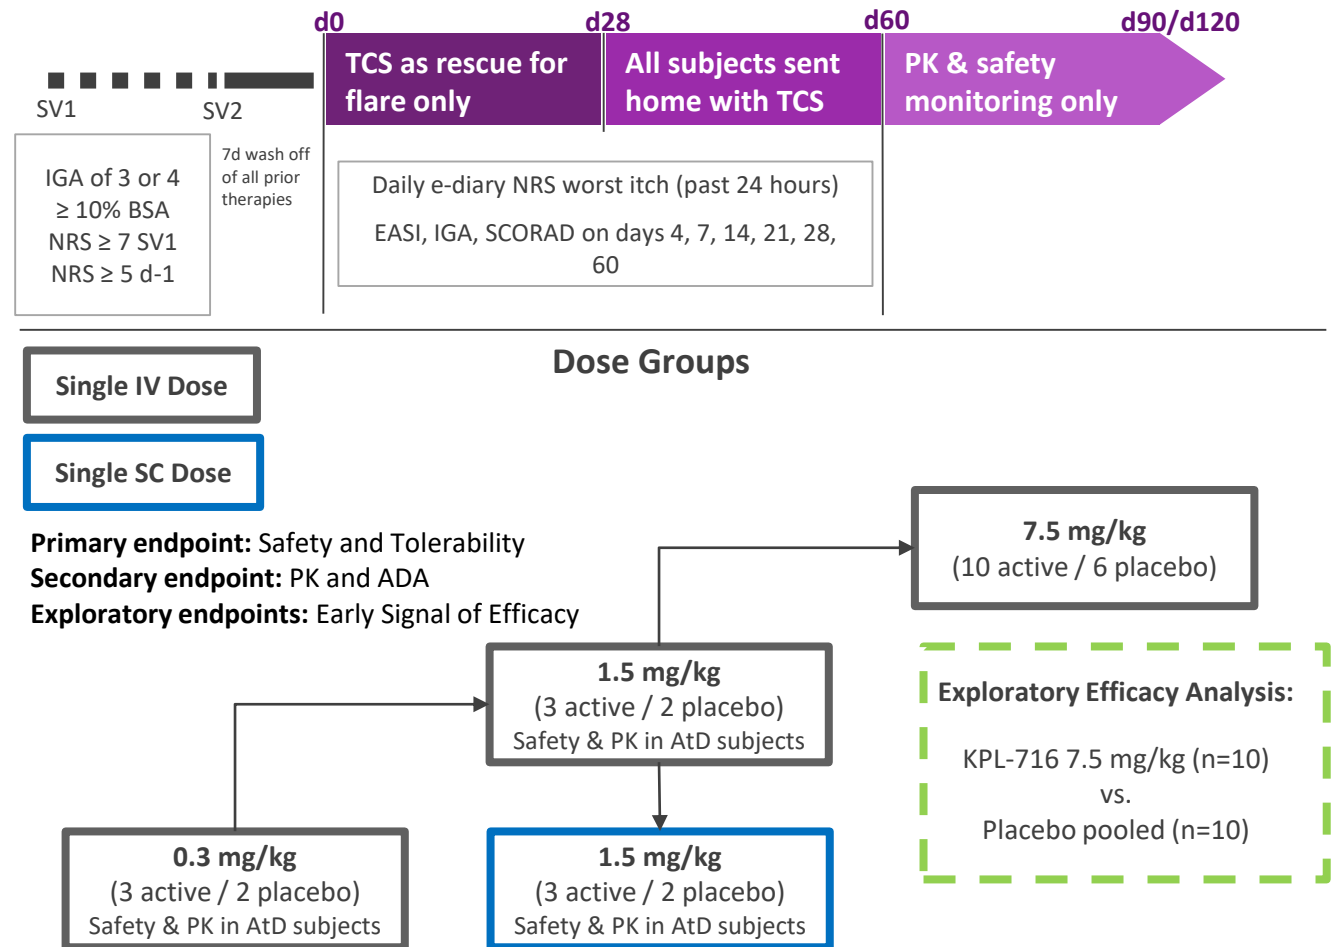 d0
d28
d60
d90/d120
TCS as rescue for
flare only
All subjects sent
home with TCS
PK & safety
monitoring only
SV1
SV2
IGA of 3 or 4
≥ 10% BSA
NRS ≥ 7 SV1
NRS ≥ 5 d-1
7d wash off
of all prior
therapies
Daily e-diary NRS worst itch (past 24 hours)
EASI, IGA, SCORAD on days 4, 7, 14, 21, 28,
60
Dose Groups
Single IV Dose
Single SC Dose
Primary endpoint: Safety and Tolerability
Secondary endpoint: PK and ADA
Exploratory endpoints: Early Signal of Efficacy
7.5 mg/kg
(10 active / 6 placebo)
1.5 mg/kg
(3 active / 2 placebo)
Safety & PK in AtD subjects
Exploratory Efficacy Analysis:
KPL-716 7.5 mg/kg (n=10)
vs.
Placebo pooled (n=10)
0.3 mg/kg
(3 active / 2 placebo)
Safety & PK in AtD subjects
1.5 mg/kg
(3 active / 2 placebo)
Safety & PK in AtD subjects